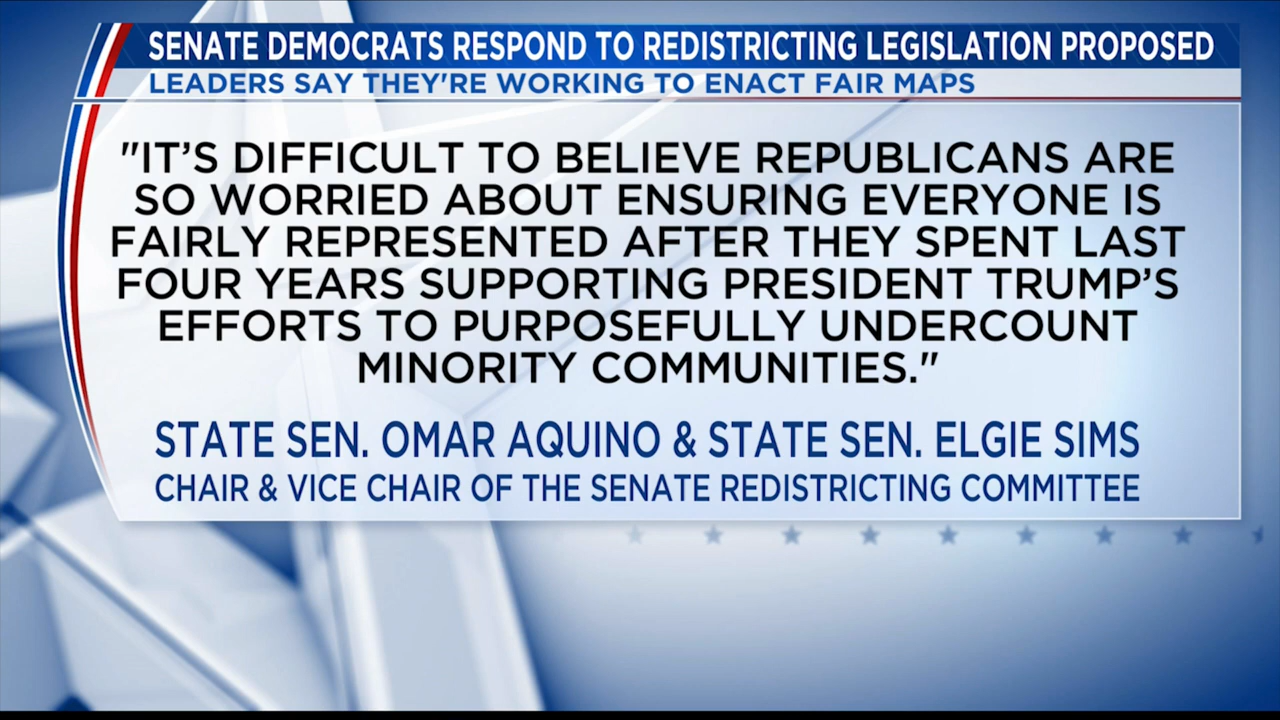 SENATE DEMOCRATS RESPOND TO REDISTRICTING LEGISLATION PROPOSED
LEADERS SAY THEY'RE WORKING TO ENACT FAIR MAPS
"IT’S DIFFICULT TO BELIEVE REPUBLICANS ARE
SO WORRIED ABOUT ENSURING EVERYONE IS
FAIRLY REPRESENTED AFTER THEY SPENT LAST
FOUR YEARS SUPPORTING PRESIDENT TRUMP’S
EFFORTS TO PURPOSEFULLY UNDERCOUNT
MINORITY COMMUNITIES."
STATE SEN. OMAR AQUINO & STATE SEN. ELGIE SIMS
CHAIR & VICE CHAIR OF THE SENATE REDISTRICTING COMMITTEE